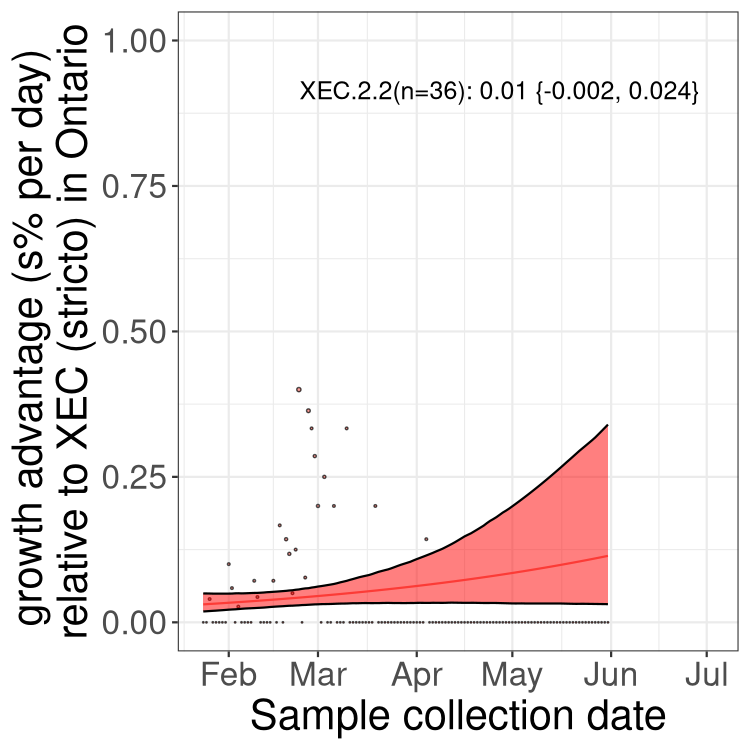 growth advantage (s% per day)
relative to XEC (stricto) in Ontario
1.00
0.75
0.50
0.25
0.00
XEC.2.2(n=36): 0.01 {-0.002, 0.024}
Feb Mar Apr May Jun Jul
Sample collection date